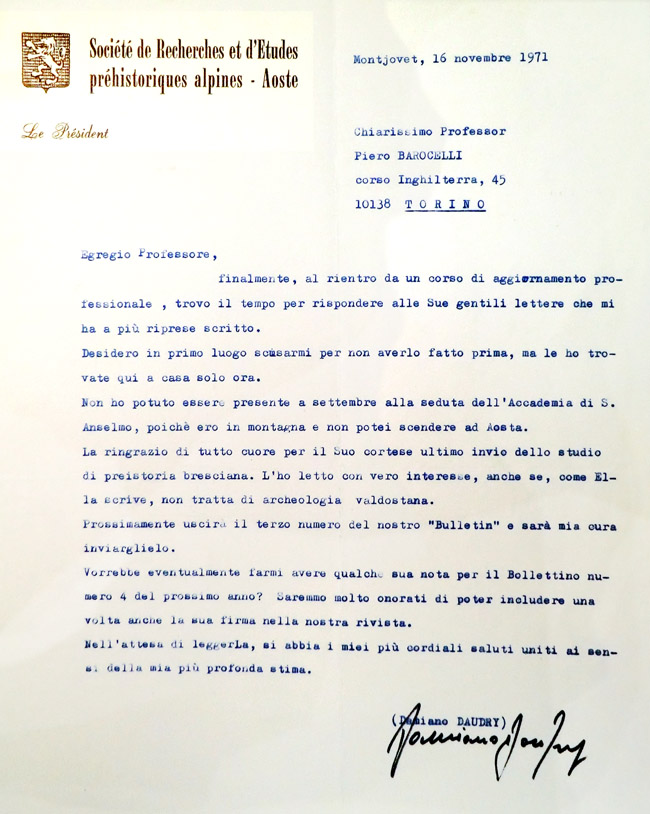 Société de Recherches et d'Etudes
préhistoriques alpines - Aoste
Le Président
Montjovet, 16 novembre 1971
Chiarissimo Professor
Piero BAROCELLI
corso Inghilterra, 45
10138 TORINO
Egregio Professore,
finalmente, al rientro da un corso di aggiornamento pro-
fessionale , trovo il tempo per rispondere alle Sue gentili lettere che mi
ha a più riprese scritto.
Desidero in primo luogo scusarmi per non averlo fatto prima, ma le ho tro-
vate qui a casa solo ora.
Non ho potuto essere presente a settembre alla seduta dell'Accademia di S.
Anselmo, poichè ero in montagna e non potei scendere ad Aosta.
La ringrazio di tutto cuore per il Suo cortese ultimo invio dello studio
di preistoria bresciana. L'ho letto con vero interesse, anche se, come El-
la scrive, non tratta di archeologia valdostana.
Prossimamente uscirà il terzo numero del nostro "Bulletin" e sarà mia cura
inviarglielo.
Vorrebbe eventualmente farmi avere qualche sua nota per il Bollettino nu-
mero 4 del prossimo anno? Saremmo molto onorati di poter includere una
volta anche la sua firma nella nostra rivista.
Nell'attesa di leggerLa, si abbia i miei più cordiali saluti uniti ai sen-
si della mia più profonda stima.
(Damiano DAUDRY)
Damiano Daudry